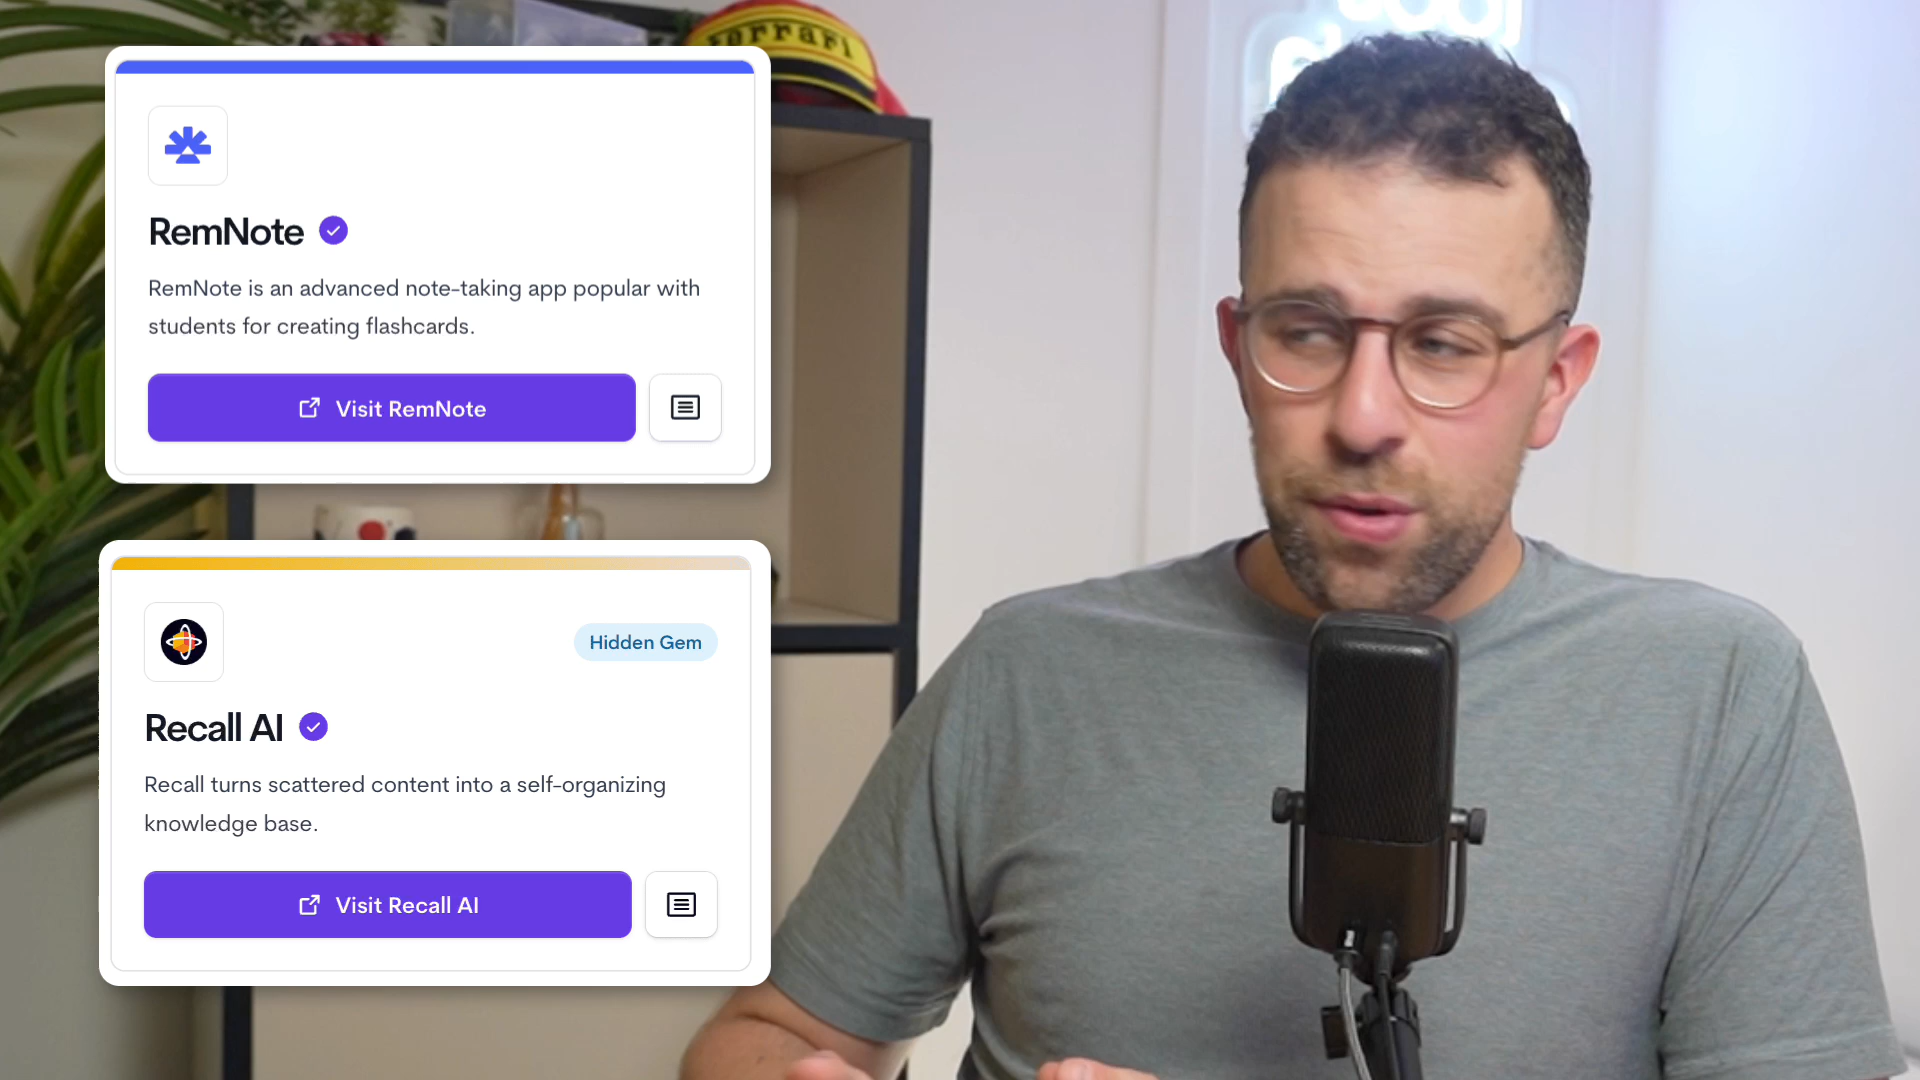 Ferrari
RemNote
RemNote is an advanced note-taking app popular with
students for creating flashcards.
Visit RemNote
Hidden Gem
Recall AI
Recall turns scattered content into a self-organizing
knowledge base.
Visit Recall AI